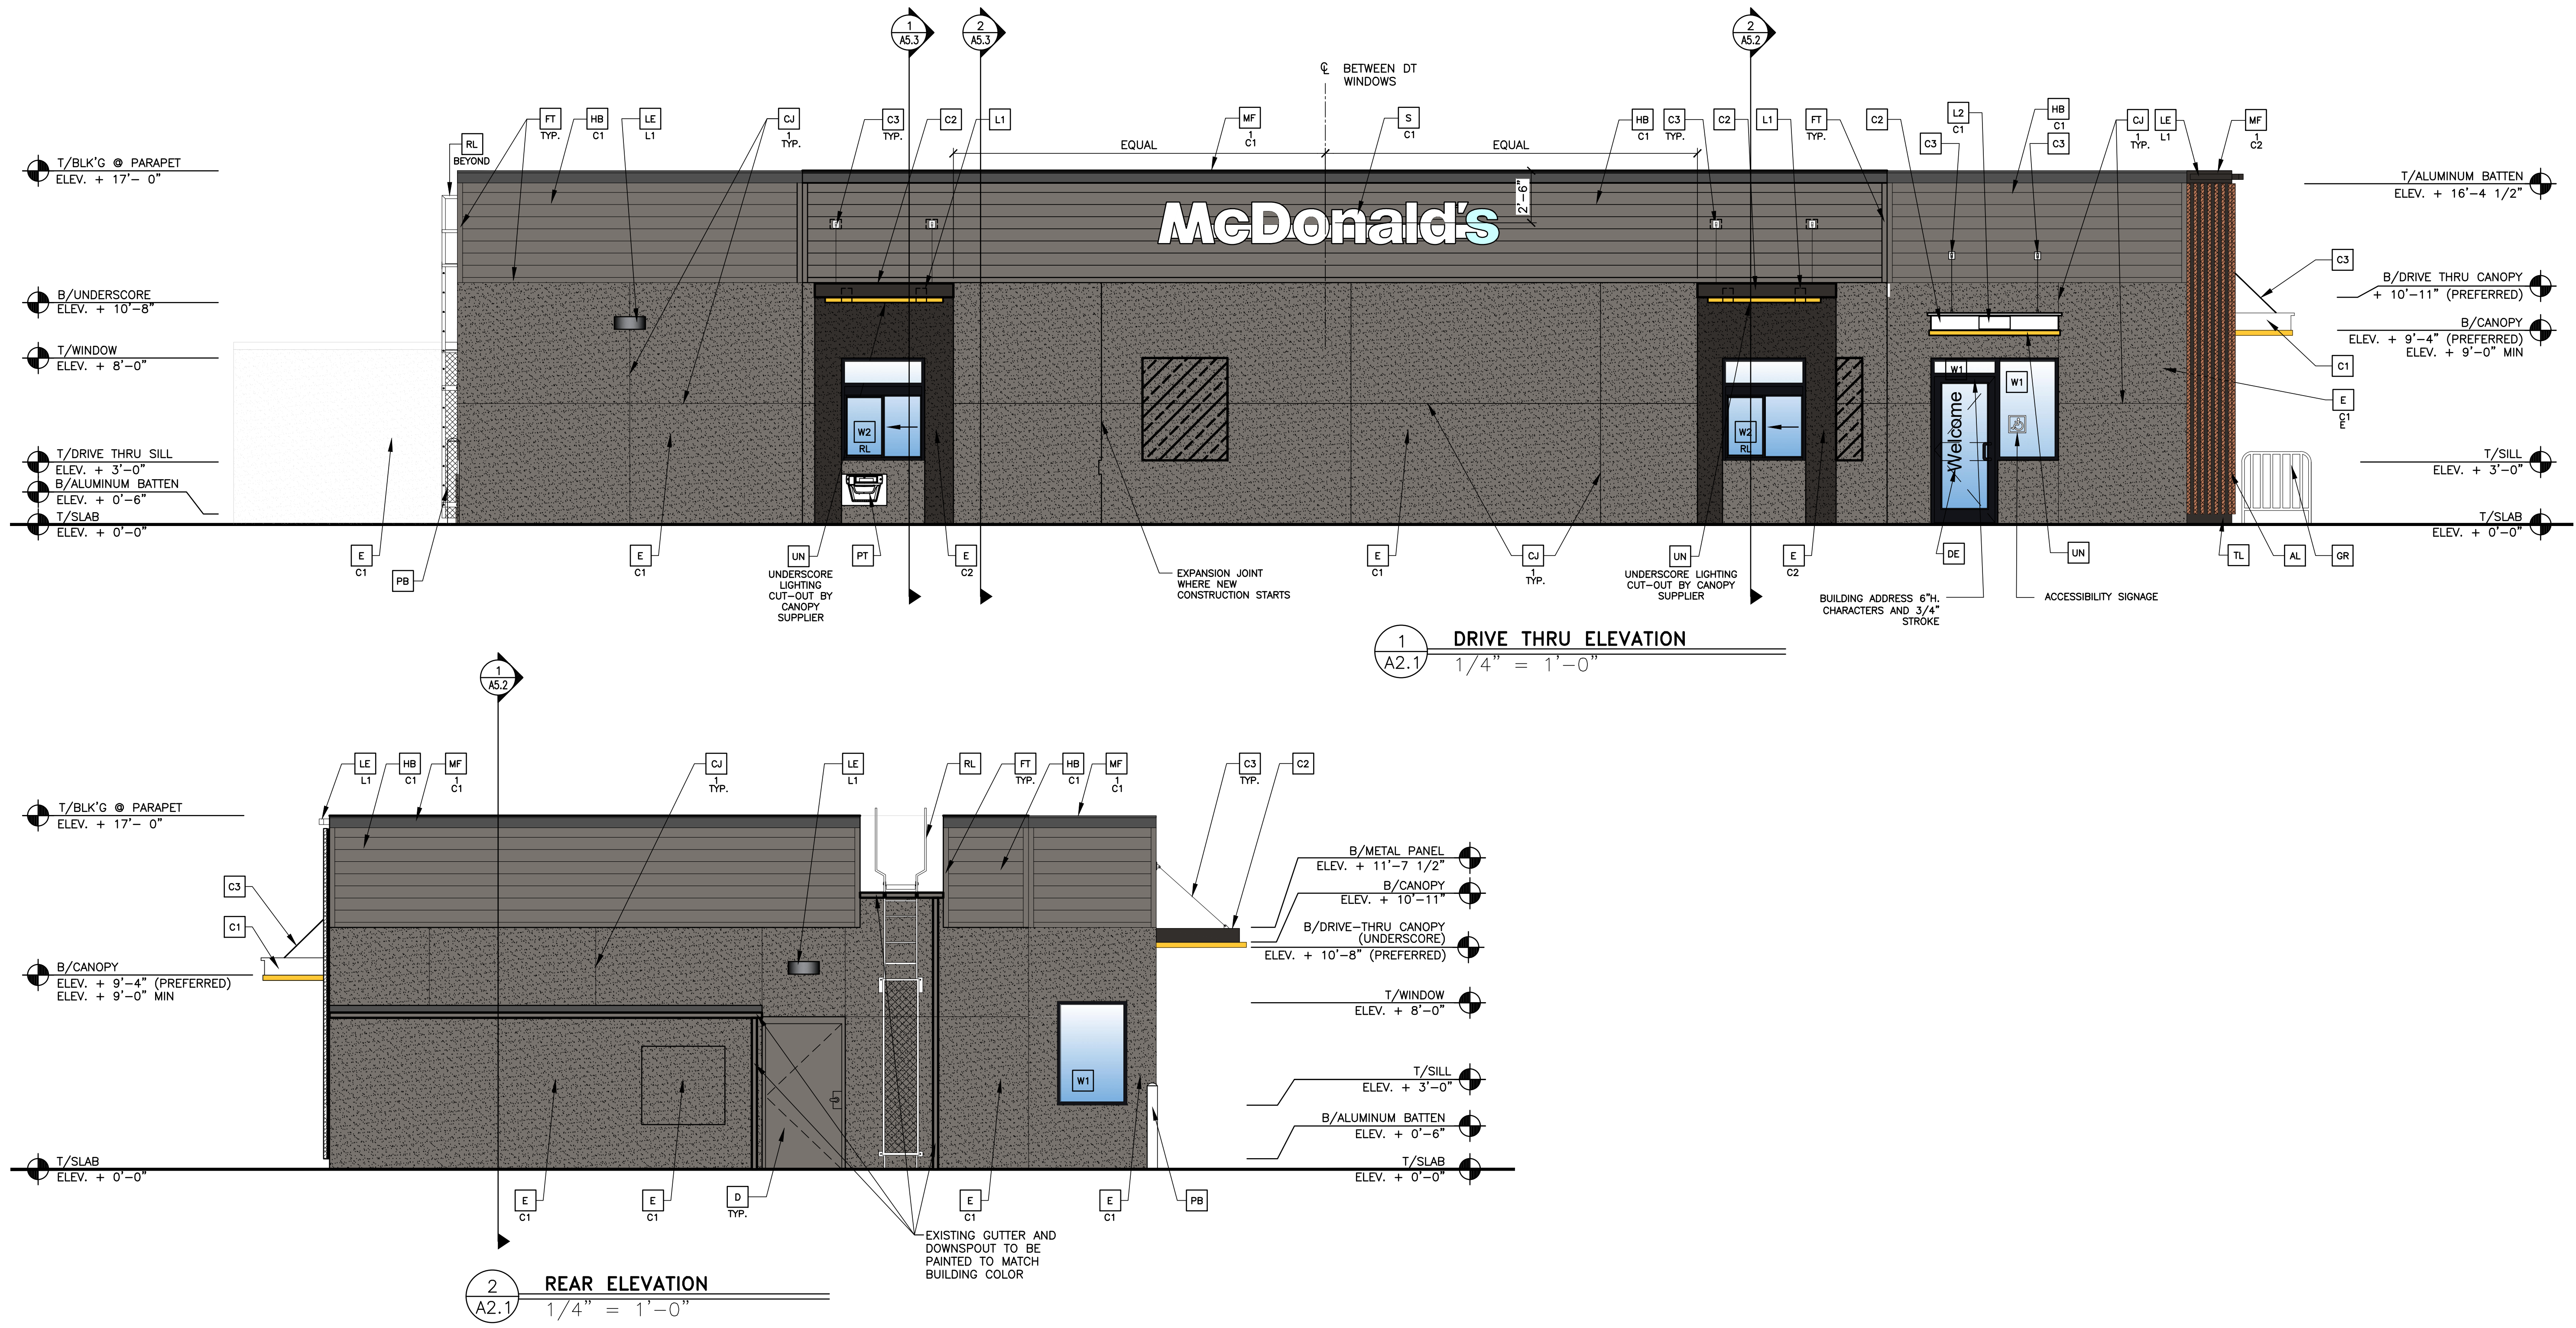 1
A5.3
2
A5.3
2
A5.2
℄ BETWEEN DT
WINDOWS
RL
BEYOND
FT
TYP.
HB
C1
LE
L1
CJ
1
TYP.
C3
TYP.
C2
L1
MF
1
C1
S
C1
HB
C1
C3
TYP.
C2
L1
FT
TYP.
C2
L2
C1
C3
HB
C1
C3
CJ
1
TYP.
LE
L1
MF
1
C2
EQUAL
EQUAL
2'-6"
McDonald's
T/BLK'G @ PARAPET
ELEV. + 17'- 0"
B/UNDERSCORE
ELEV. + 10'-8"
T/WINDOW
ELEV. + 8'-0"
T/DRIVE THRU SILL
ELEV. + 3'-0"
B/ALUMINUM BATTEN
ELEV. + 0'-6"
T/SLAB
ELEV. + 0'-0"
T/ALUMINUM BATTEN
ELEV. + 16'-4 1/2"
C3
B/DRIVE THRU CANOPY
+ 10'-11" (PREFERRED)
B/CANOPY
ELEV. + 9'-4" (PREFERRED)
ELEV. + 9'-0" MIN
C1
E
C1
E
T/SILL
ELEV. + 3'-0"
T/SLAB
ELEV. + 0'-0"
W2
RL
W2
RL
W1
W1
Welcome
E
C1
PB
E
C1
UN
UNDERSCORE
LIGHTING
CUT-OUT BY
CANOPY
SUPPLIER
PT
E
C2
EXPANSION JOINT
WHERE NEW
CONSTRUCTION STARTS
E
C1
CJ
1
TYP.
UN
UNDERSCORE LIGHTING
CUT-OUT BY CANOPY
SUPPLIER
E
C2
DE
UN
TL
AL
GR
BUILDING ADDRESS 6"H.
CHARACTERS AND 3/4"
STROKE
ACCESSIBILITY SIGNAGE
1
A2.1
DRIVE THRU ELEVATION
1/4" = 1'-0"
1
A5.2
LE
L1
HB
C1
MF
1
C1
CJ
1
TYP.
LE
L1
RL
FT
TYP.
HB
C1
MF
1
C1
C3
TYP.
C2
T/BLK'G @ PARAPET
ELEV. + 17'- 0"
C3
C1
B/CANOPY
ELEV. + 9'-4" (PREFERRED)
ELEV. + 9'-0" MIN
T/SLAB
ELEV. + 0'-0"
B/METAL PANEL
ELEV. + 11'-7 1/2"
B/CANOPY
ELEV. + 10'-11"
B/DRIVE-THRU CANOPY
(UNDERSCORE)
ELEV. + 10'-8" (PREFERRED)
T/WINDOW
ELEV. + 8'-0"
T/SILL
ELEV. + 3'-0"
B/ALUMINUM BATTEN
ELEV. + 0'-6"
T/SLAB
ELEV. + 0'-0"
W1
E
C1
E
C1
D
TYP.
E
C1
E
C1
PB
EXISTING GUTTER AND
DOWNSPOUT TO BE
PAINTED TO MATCH
BUILDING COLOR
2
A2.1
REAR ELEVATION
1/4" = 1'-0"